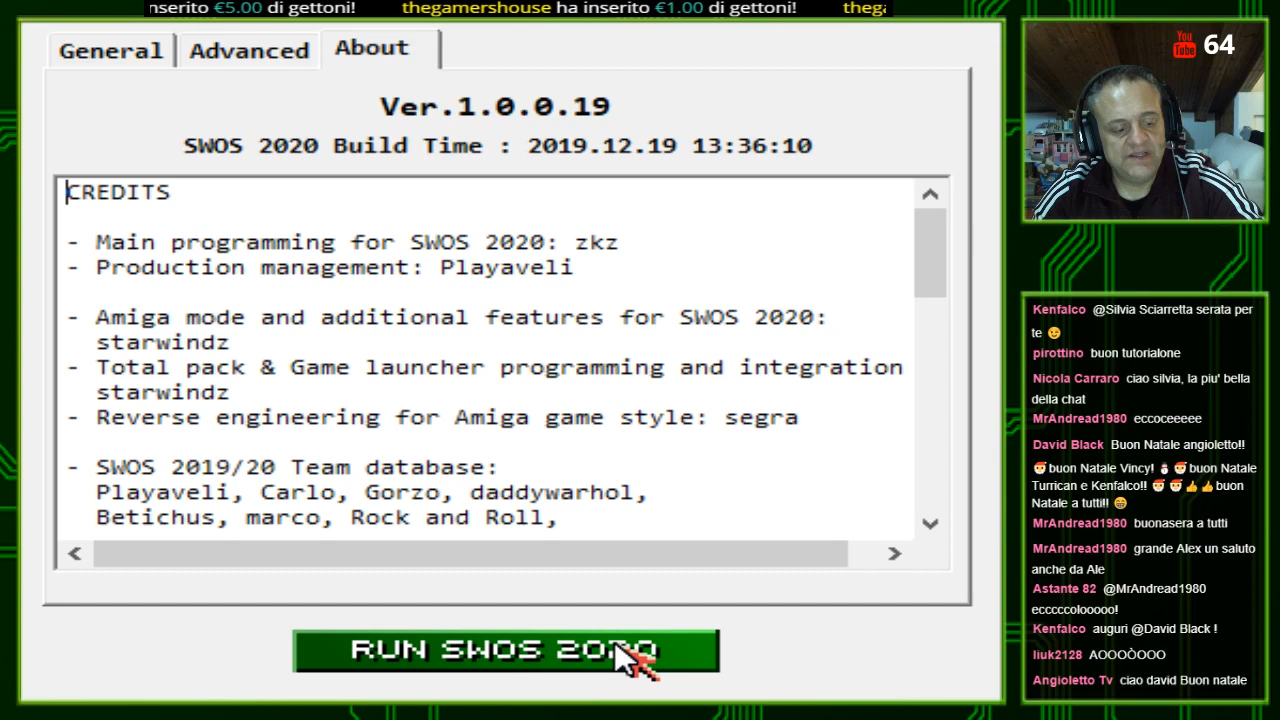 nserito €5.00 di gettoni! thegamershouse ha inserito €1.00 di gettoni! thega
General Advanced About
Ver.1.0.0.19
SWOS 2020 Build Time : 2019.12.19 13:36:10
CREDITS
- Main programming for SWOS 2020: zkz
- Production management: Playaveli
- Amiga mode and additional features for SWOS 2020:
starwindz
- Total pack & Game launcher programming and integration
starwindz
- Reverse engineering for Amiga game style: segra
- SWOS 2019/20 Team database:
Playaveli, Carlo, Gorzo, daddywarhol,
Betichus, marco, Rock and Roll,
RUN SWOS 2020
You Tube 64
Kenfalco @Silvia Sciarretta serata per
te 😉
pirottino buon tutorialone
Nicola Carraro ciao silvia, la piu' bella
della chat
MrAndread1980 eccoceeeee
David Black Buon Natale angioletto!!
🎅buon Natale Vincy! ⛄🎅buon Natale
Turrican e Kenfalco!! 🎅🎅👍👍buon
Natale a tutti!! 😁
MrAndread1980 buonasera a tutti
MrAndread1980 grande Alex un saluto
anche da Ale
Astante 82 @MrAndread1980
ecccccolooooo!
Kenfalco auguri @David Black !
liuk2128 AOOOÒOOO
Angioletto Tv ciao david Buon natale